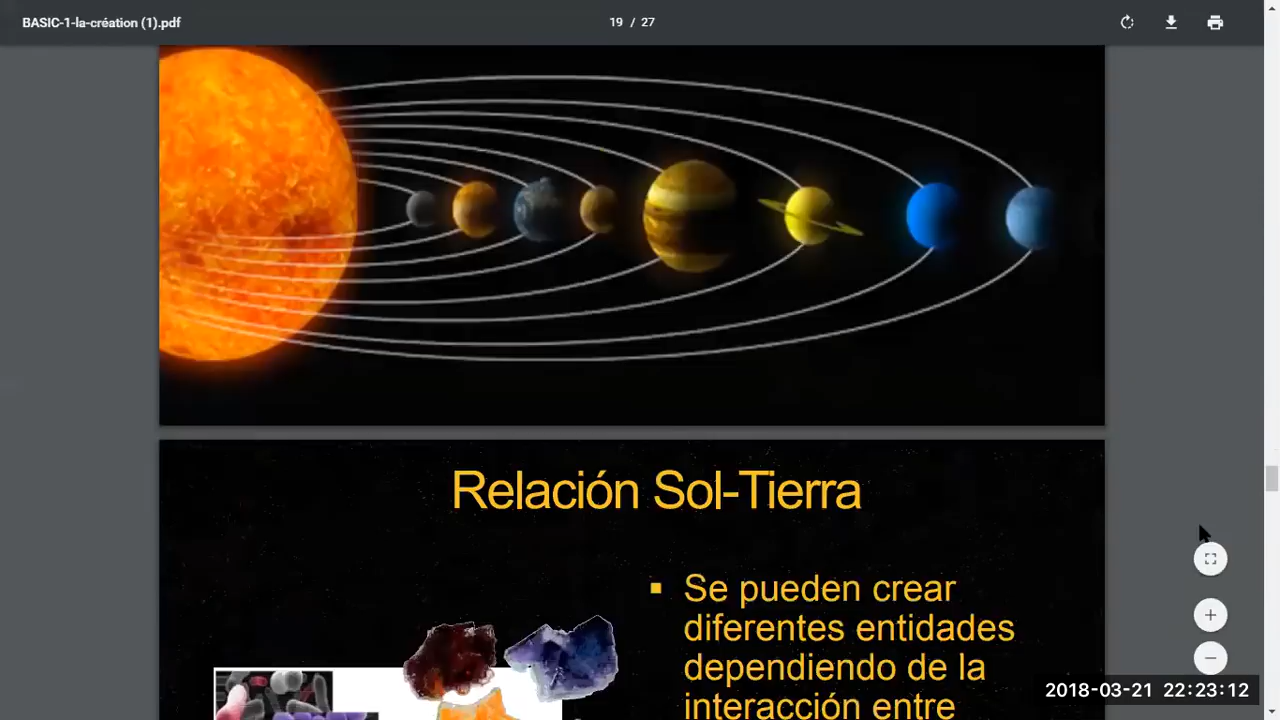 BASIC-1-la-création (1).pdf
19 / 27
Relación Sol-Tierra
Se pueden crear
diferentes entidades
dependiendo de la
interacción entre
2018-03-21 22:23:12